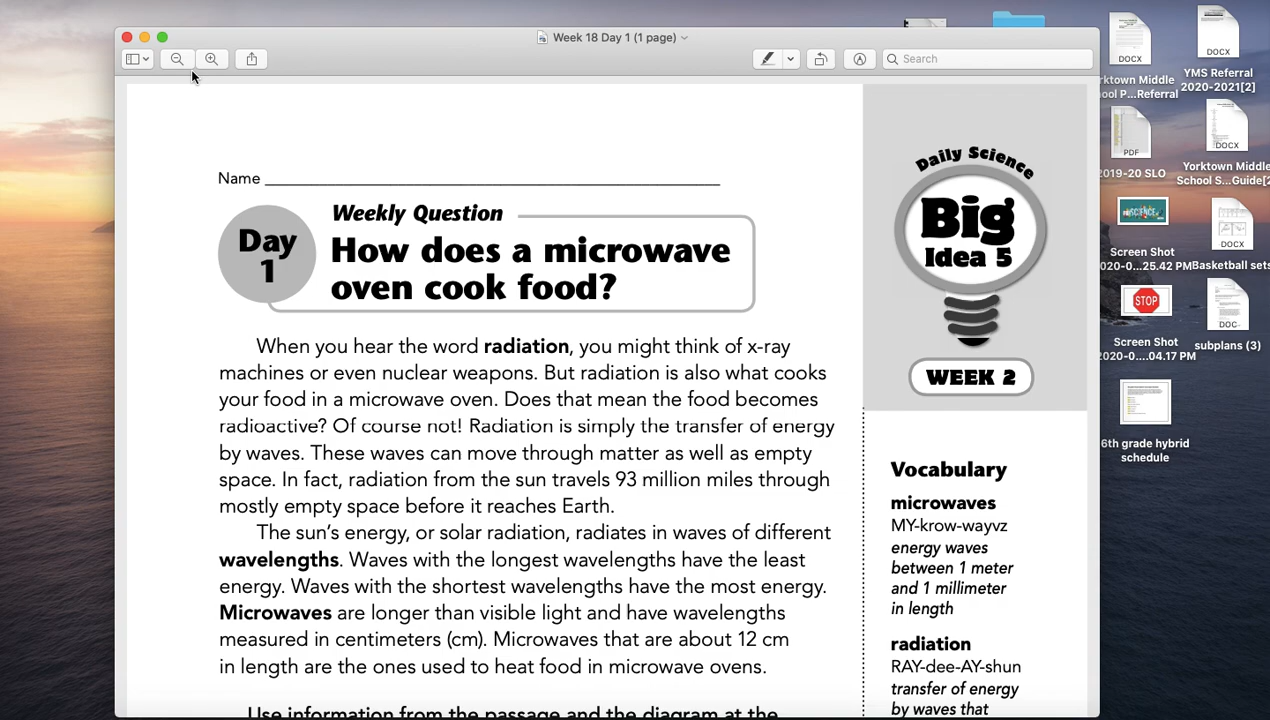 Week 18 Day 1 (1 page)
Search
Name
Day
1
Weekly Question
How does a microwave
oven cook food?
When you hear the word radiation, you might think of x-ray
machines or even nuclear weapons. But radiation is also what cooks
your food in a microwave oven. Does that mean the food becomes
radioactive? Of course not! Radiation is simply the transfer of energy
by waves. These waves can move through matter as well as empty
space. In fact, radiation from the sun travels 93 million miles through
mostly empty space before it reaches Earth.
The sun's energy, or solar radiation, radiates in waves of different
wavelengths. Waves with the longest wavelengths have the least
energy. Waves with the shortest wavelengths have the most energy.
Microwaves are longer than visible light and have wavelengths
measured in centimeters (cm). Microwaves that are about 12 cm
in length are the ones used to heat food in microwave ovens.
Use information from the passage and the diagram at the
Daily Science
Big
Idea 5
WEEK 2
Vocabulary
microwaves
MY-krow-wayvz
energy waves
between 1 meter
and 1 millimeter
in length
radiation
RAY-dee-AY-shun
transfer of energy
by waves that
DOCX
rktown Middle
ool P...Referral
DOCX
YMS Referral
2020-2021[2]
PDF
2019-20 SLO
DOCX
Yorktown Middle
School S...Guide[2
Screen Shot
020-0...25.42 PM
DOCX
Basketball sets
STOP
Screen Shot
2020-0....04.17 PM
DOC
subplans (3)
6th grade hybrid
schedule